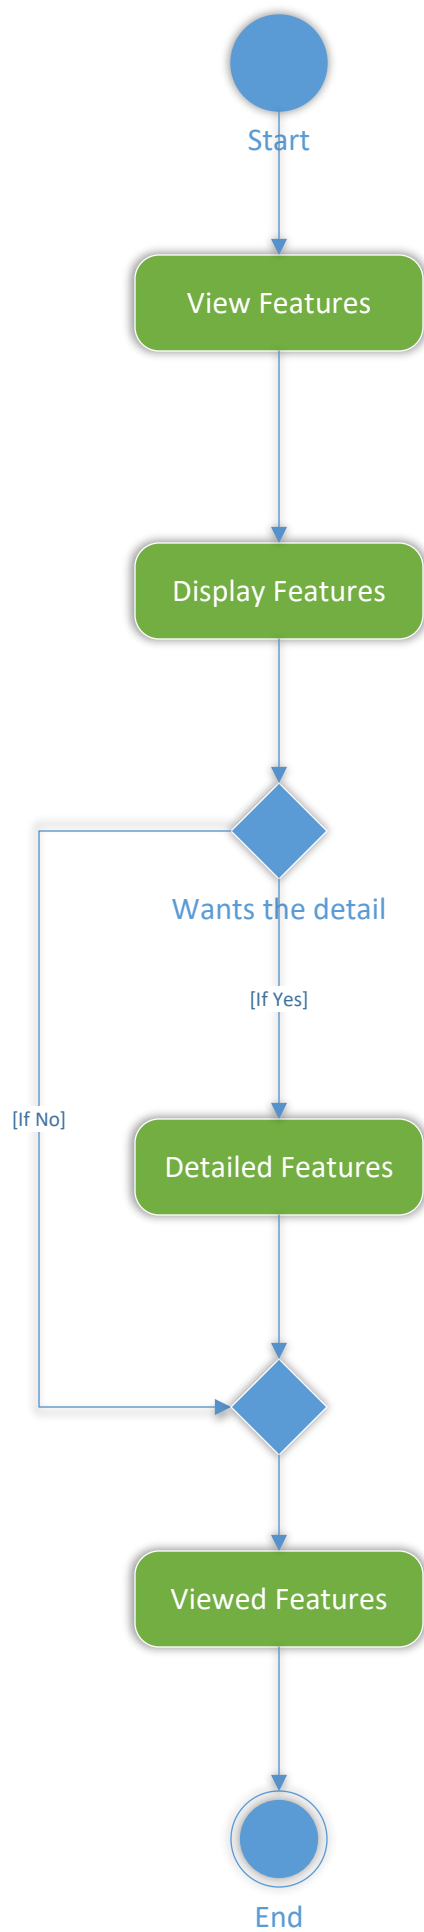 Start
View Features
Display Features
Wants the detail
[If Yes]
[If No]
Detailed Features
Viewed Features
End